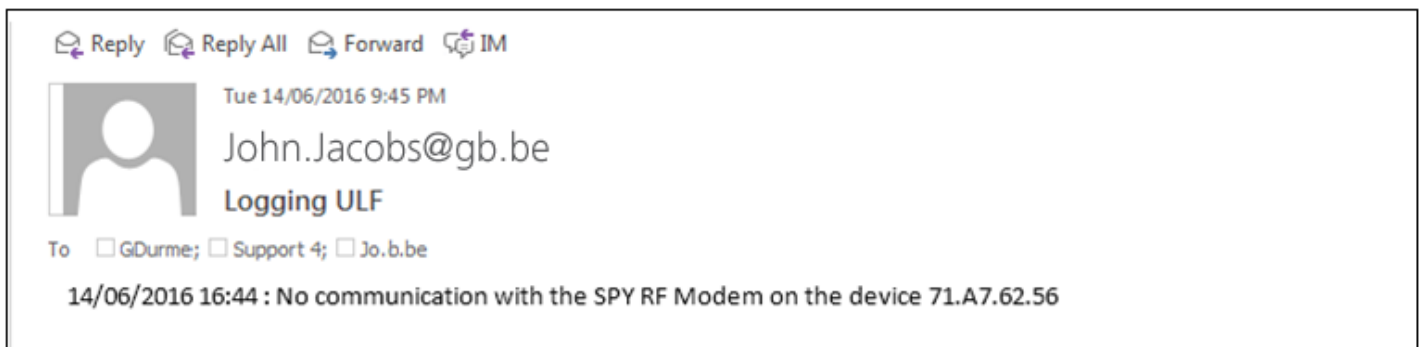 Reply Reply All Forward IM
Tue 14/06/2016 9:45 PM
John.Jacobs@gb.be
Logging ULF
To GDurme; Support 4; Jo.b.be
14/06/2016 16:44 : No communication with the SPY RF Modem on the device 71.A7.62.56